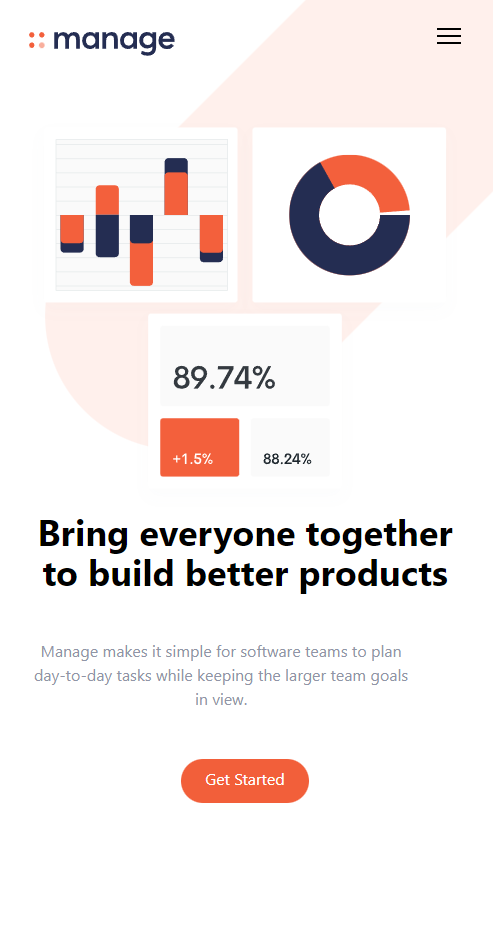 manage
89.74%
+1.5%
88.24%
Bring everyone together
to build better products
Manage makes it simple for software teams to plan
day-to-day tasks while keeping the larger team goals
in view.
Get Started